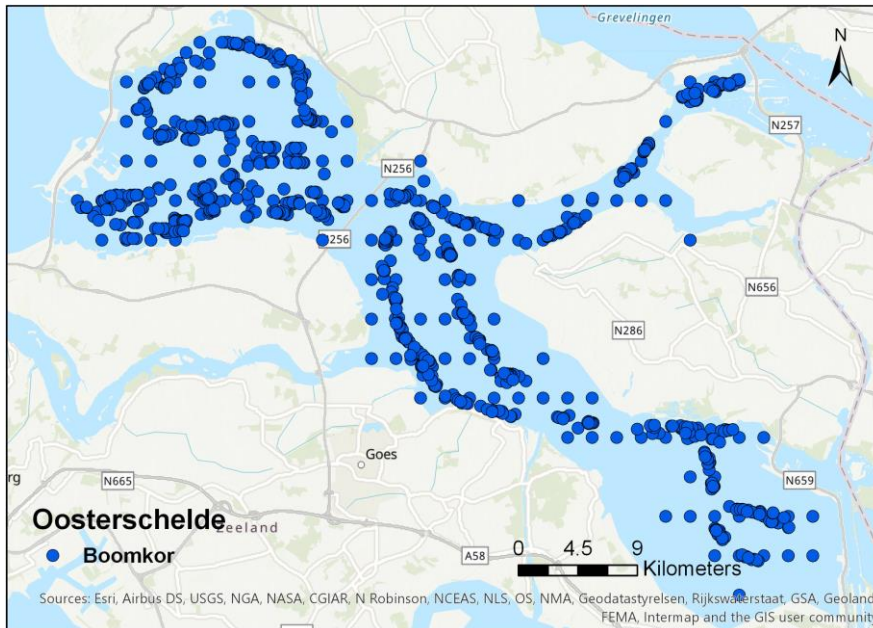 Grevelingen
N
N257
N256
N256
N656
N286
Goes
rg
N665
N659
Oosterschelde
Zeeland
Boomkor
A58
0 4.5 9
Kilometers
Sources: Esri, Airbus DS, USGS, NGA, NASA, CGIAR, N Robinson, NCEAS, NLS, OS, NMA, Geodatastyrelsen, Rijkswaterstaat, GSA, Geoland
FEMA, Intermap and the GIS user community